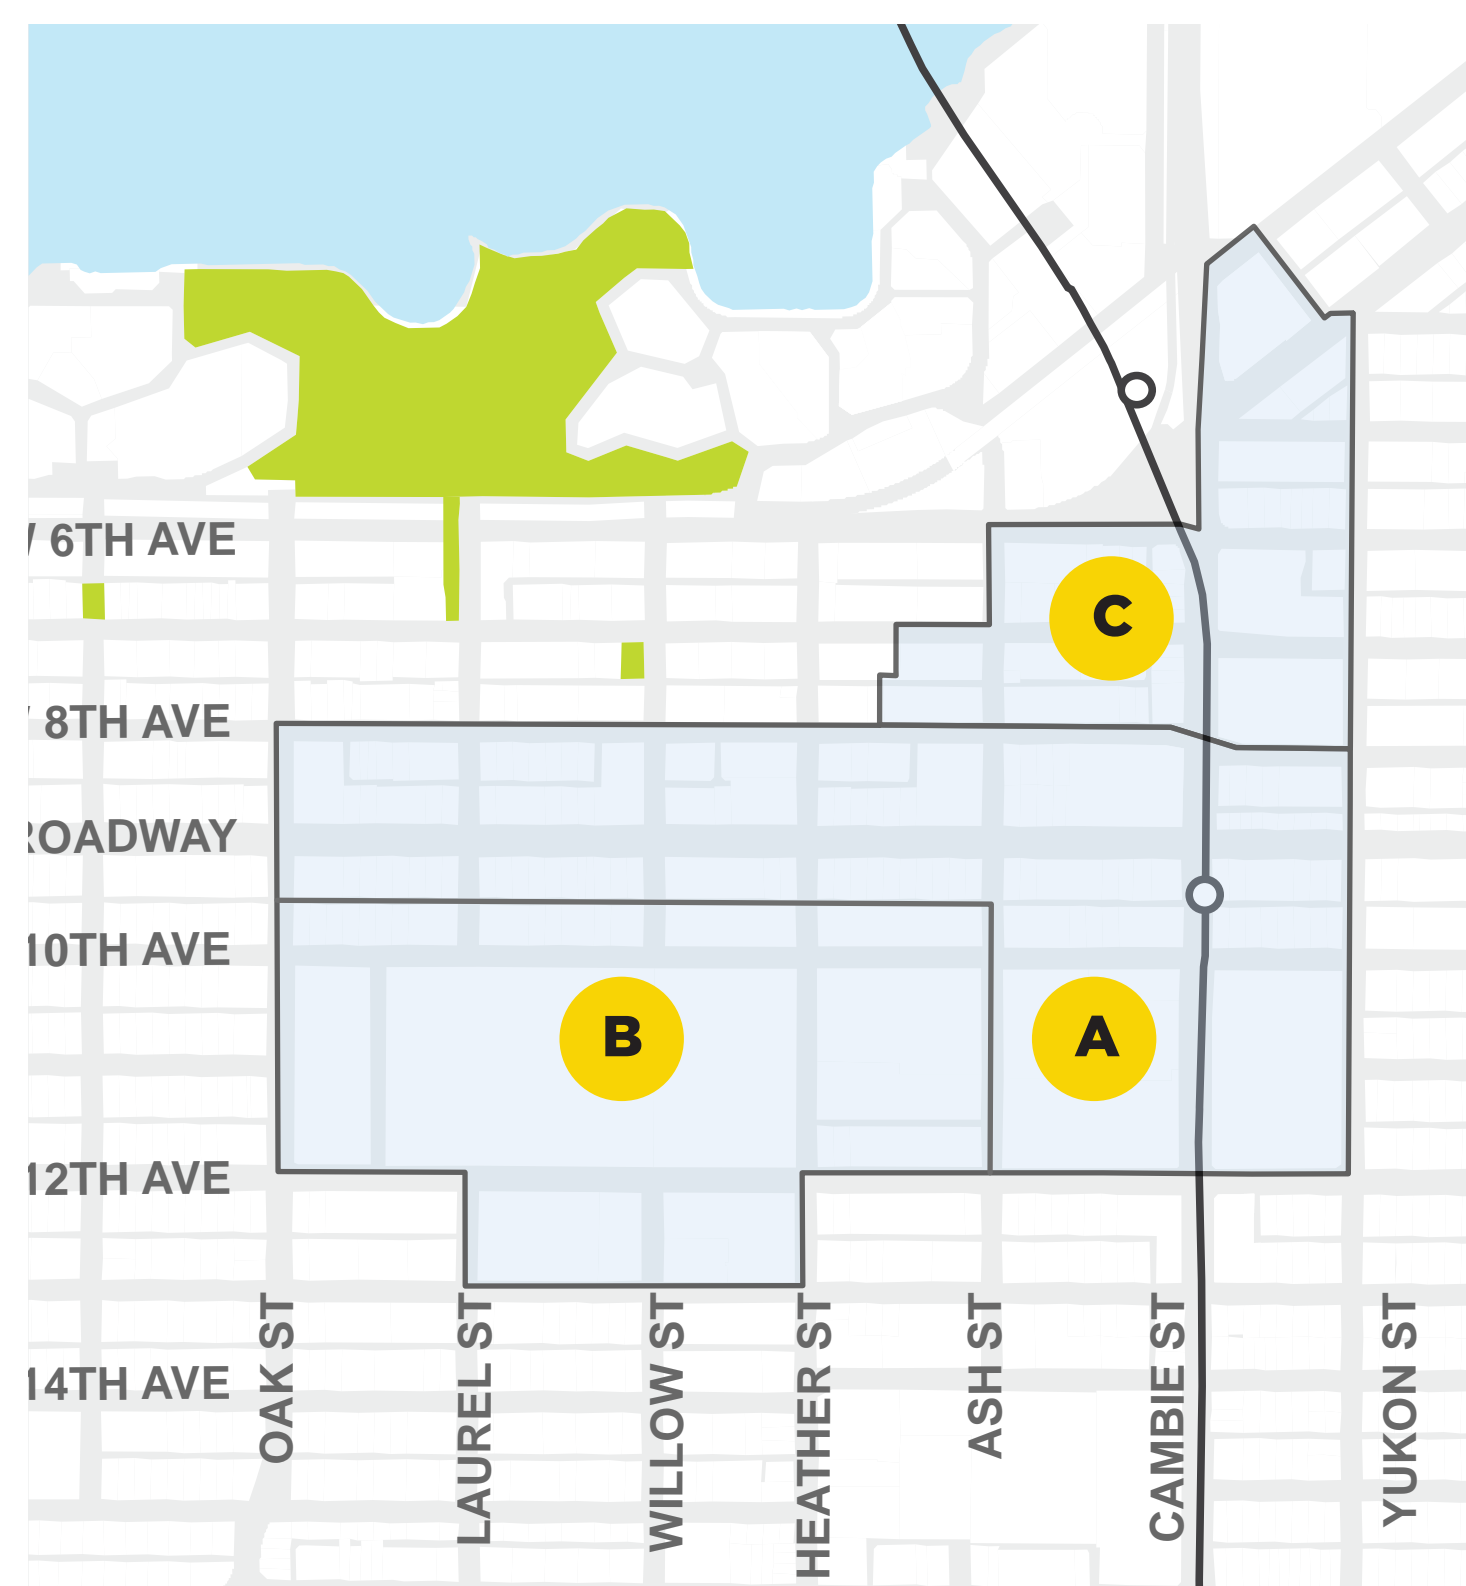 6TH AVE
C
8TH AVE
ROADWAY
10TH AVE
B
A
12TH AVE
14TH AVE
OAK ST
LAUREL ST
WILLOW ST
HEATHER ST
ASH ST
CAMBIE ST
YUKON ST